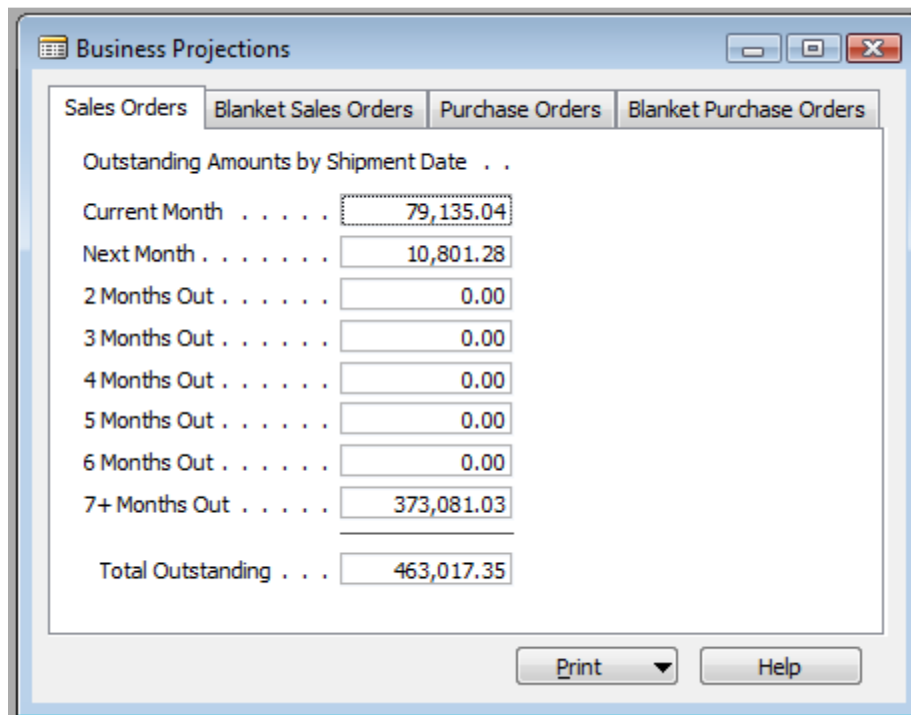 Business Projections
Sales Orders Blanket Sales Orders Purchase Orders Blanket Purchase Orders
Outstanding Amounts by Shipment Date . .
Current Month . . . . . 79,135.04
Next Month . . . . . . . 10,801.28
2 Months Out . . . . . . 0.00
3 Months Out . . . . . . 0.00
4 Months Out . . . . . . 0.00
5 Months Out . . . . . . 0.00
6 Months Out . . . . . . 0.00
7+ Months Out . . . . . 373,081.03
Total Outstanding . . . 463,017.35
Print Help